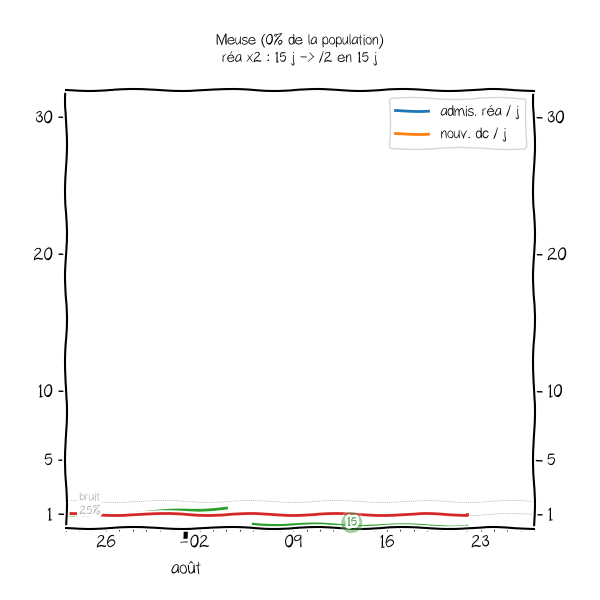 Meuse (0% de la population)
réa x2 : 15 j -> /2 en 15 j
admis. réa / j
nouv. dc / j
30
30
20
20
10
10
5
5
bruit
25%
1
1
15
26
02
09
16
23
août